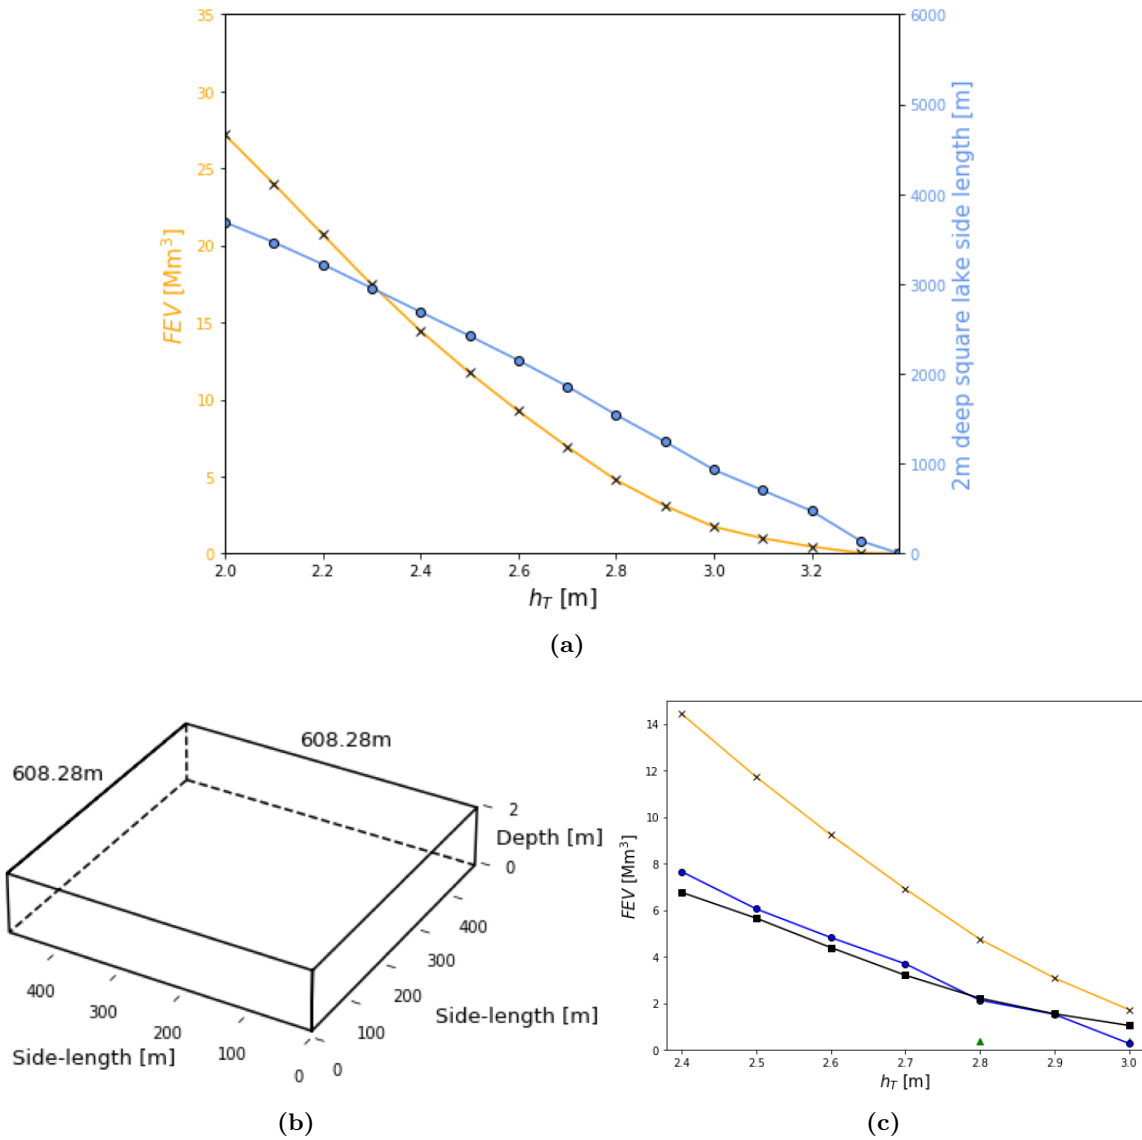 35
30
25
20
15
10
5
0
FEV [Mm³]
6000
5000
4000
3000
2000
1000
0
2m deep square lake side length [m]
2.0 2.2 2.4 2.6 2.8 3.0 3.2
h_T [m]
(a)
608.28m
608.28m
2
Depth [m]
0
400
300
200
100
0
Side-length [m]
400
300
200
100
0
Side-length [m]
(b)
14
12
10
8
6
4
2
0
FEV [Mm³]
2.4 2.5 2.6 2.7 2.8 2.9 3.0
h_T [m]
(c)